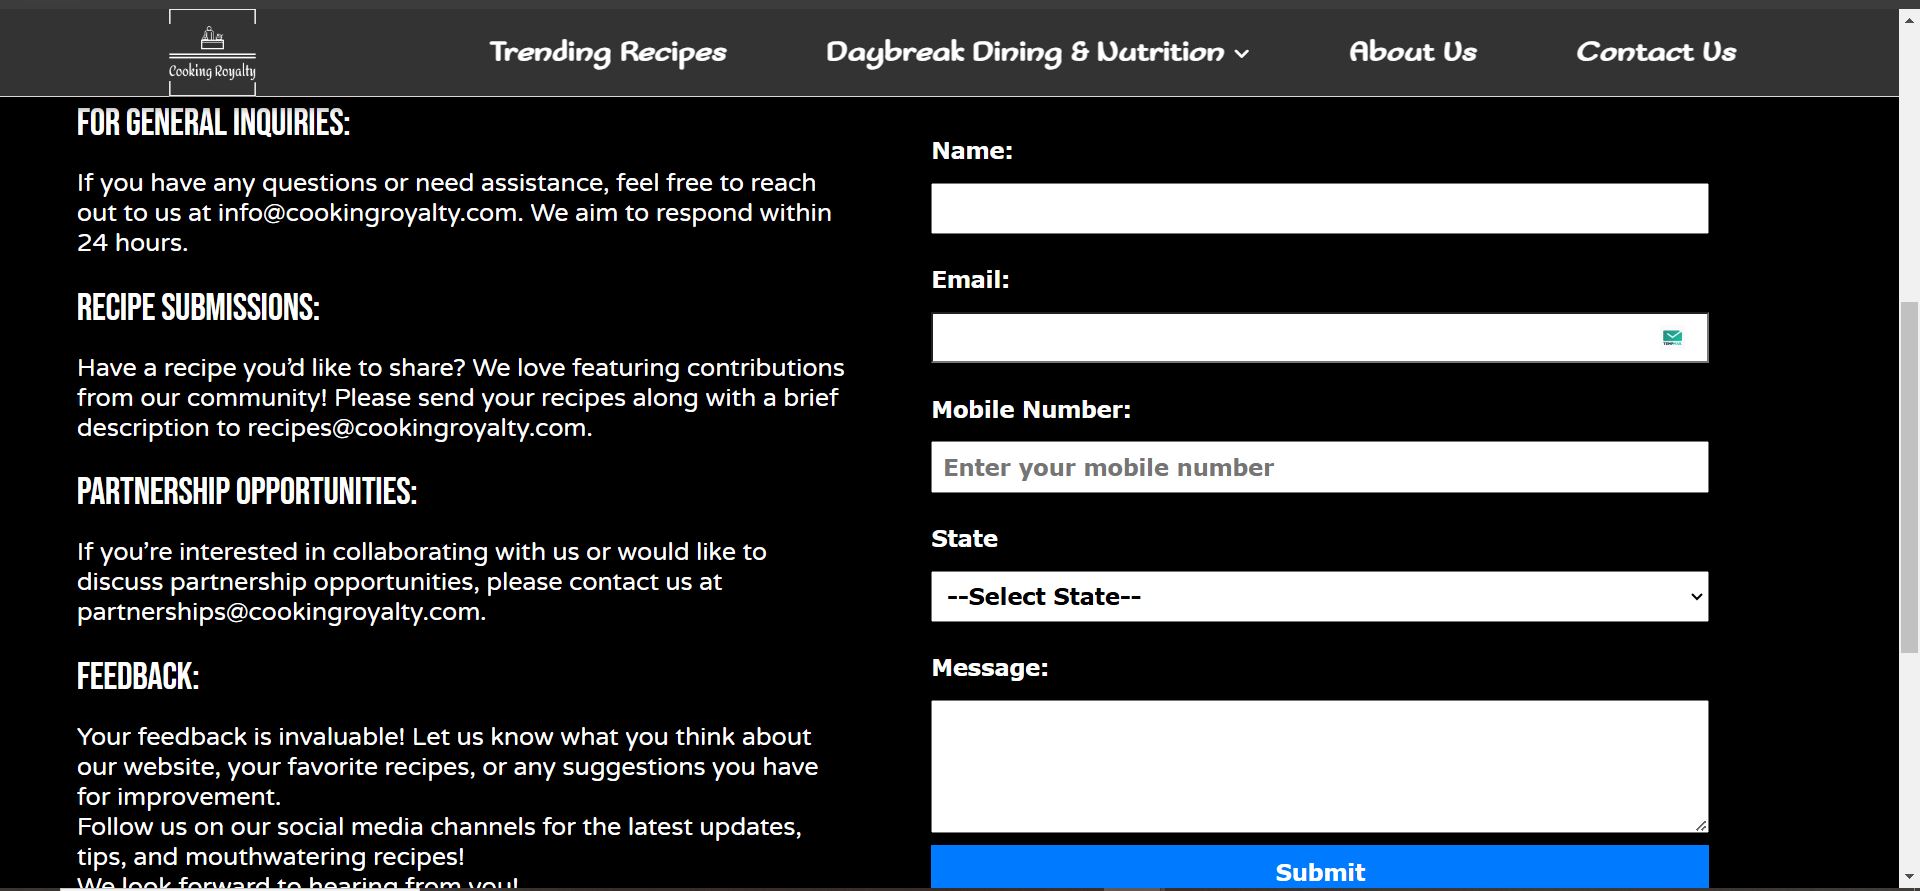 Cooking Royalty
Trending Recipes
Daybreak Dining & Nutrition
About Us
Contact Us
FOR GENERAL INQUIRIES:
If you have any questions or need assistance, feel free to reach
out to us at info@cookingroyalty.com. We aim to respond within
24 hours.
RECIPE SUBMISSIONS:
Have a recipe you’d like to share? We love featuring contributions
from our community! Please send your recipes along with a brief
description to recipes@cookingroyalty.com.
PARTNERSHIP OPPORTUNITIES:
If you’re interested in collaborating with us or would like to
discuss partnership opportunities, please contact us at
partnerships@cookingroyalty.com.
FEEDBACK:
Your feedback is invaluable! Let us know what you think about
our website, your favorite recipes, or any suggestions you have
for improvement.
Follow us on our social media channels for the latest updates,
tips, and mouthwatering recipes!
We look forward to hearing from you!
Name:
Email:
Mobile Number:
Enter your mobile number
State
--Select State--
Message:
Submit